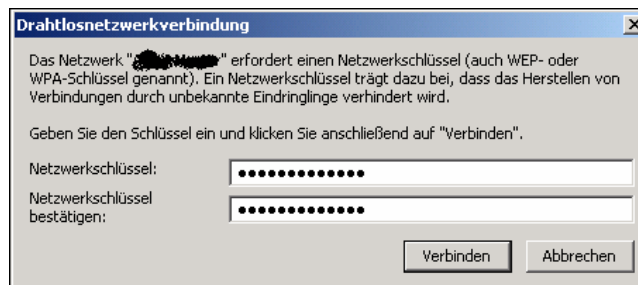 Drahtlosnetzwerkverbindung
Das Netzwerk "" erfordert einen Netzwerkschlüssel (auch WEP- oder
WPA-Schlüssel genannt). Ein Netzwerkschlüssel trägt dazu bei, dass das Herstellen von
Verbindungen durch unbekannte Eindringlinge verhindert wird.
Geben Sie den Schlüssel ein und klicken Sie anschließend auf "Verbinden".
Netzwerkschlüssel: •••••••••••••
Netzwerkschlüssel
bestätigen: •••••••••••••
Verbinden Abbrechen